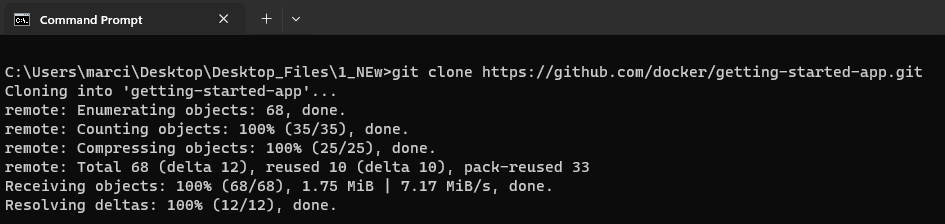 Command Prompt
C:\Users\marci\Desktop\Desktop_Files\1_NEw>git clone https://github.com/docker/getting-started-app.git
Cloning into 'getting-started-app'...
remote: Enumerating objects: 68, done.
remote: Counting objects: 100% (35/35), done.
remote: Compressing objects: 100% (25/25), done.
remote: Total 68 (delta 12), reused 10 (delta 10), pack-reused 33
Receiving objects: 100% (68/68), 1.75 MiB | 7.17 MiB/s, done.
Resolving deltas: 100% (12/12), done.